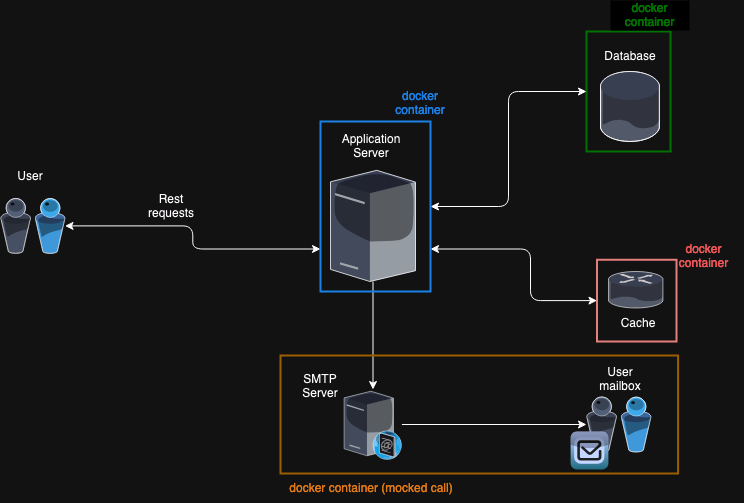 docker
container
Database
docker
container
Application
Server
User
Rest
requests
docker
container
Cache
SMTP
Server
User
mailbox
@
docker container (mocked call)